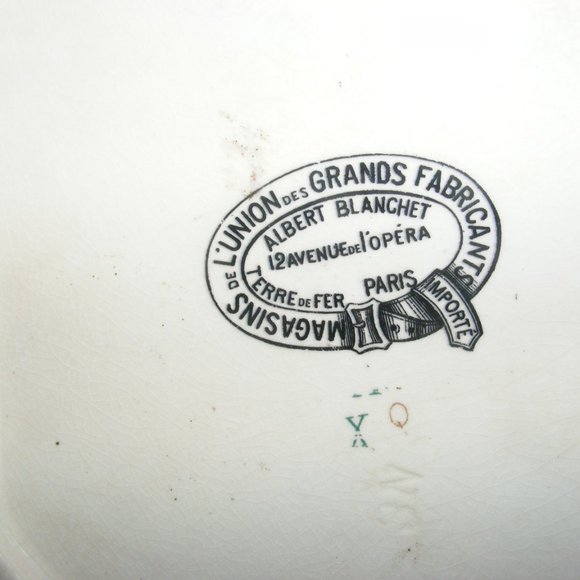 MAGASINS DE L'UNION DES GRANDS FABRICANTS
ALBERT BLANCHET
12 AVENUE DE L'OPÉRA
PARIS
TERRE DE FER
IMPORTÉ
X Q